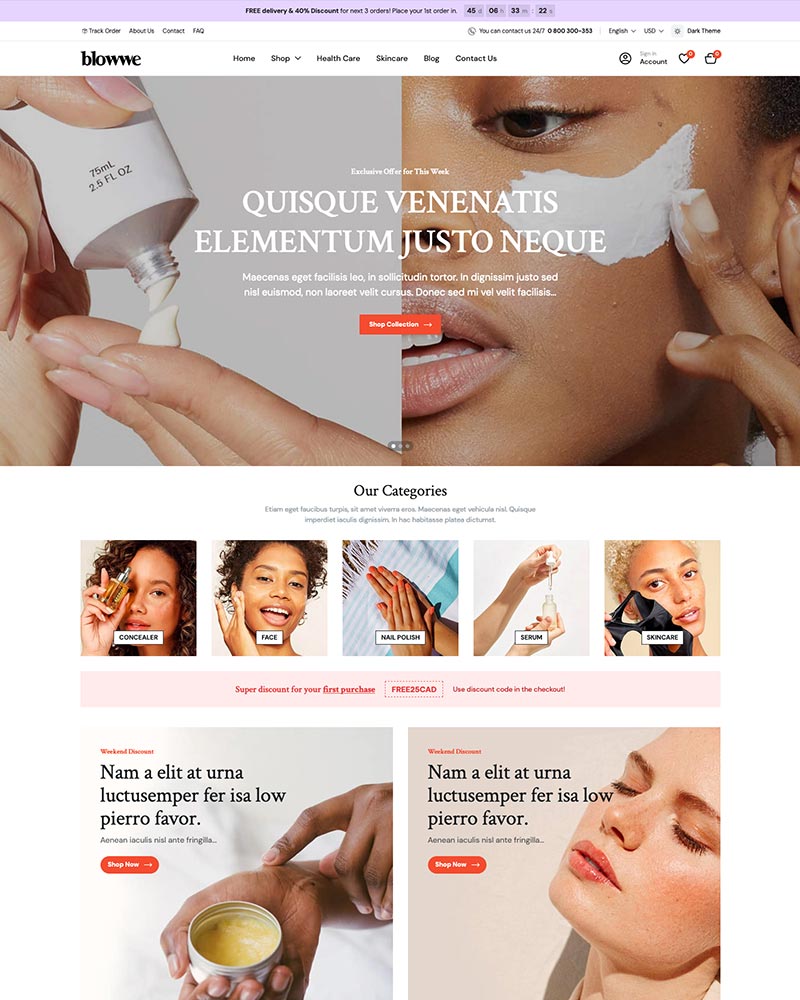 FREE delivery & 40% Discount for next 3 orders! Place your 1st order in. 45 d 06 h : 33 m : 22 s
Track Order About Us Contact FAQ
You can contact us 24/7 0 800 300-353 English USD Dark Theme
blowwe
Home Shop Health Care Skincare Blog Contact Us
Sign In
Account
0 0
75mL
2.5 FL OZ
Exclusive Offer for This Week
QUISQUE VENENATIS
ELEMENTUM JUSTO NEQUE
Maecenas eget facilisis leo, in sollicitudin tortor. In dignissim justo sed
nisl euismod, non laoreet velit cursus. Donec sed mi vel velit facilisis...
Shop Collection
Our Categories
Etiam eget faucibus turpis, sit amet viverra eros. Maecenas eget vehicula nisl. Quisque
imperdiet iaculis dignissim. In hac habitasse platea dictumst.
CONCEALER
FACE
NAIL POLISH
SERUM
SKINCARE
Super discount for your first purchase FREE25CAD Use discount code in the checkout!
Weekend Discount
Nam a elit at urna
luctusemper fer isa low
pierro favor.
Aenean iaculis nisl ante fringilla...
Shop Now
Weekend Discount
Nam a elit at urna
luctusemper fer isa low
pierro favor.
Aenean iaculis nisl ante fringilla...
Shop Now